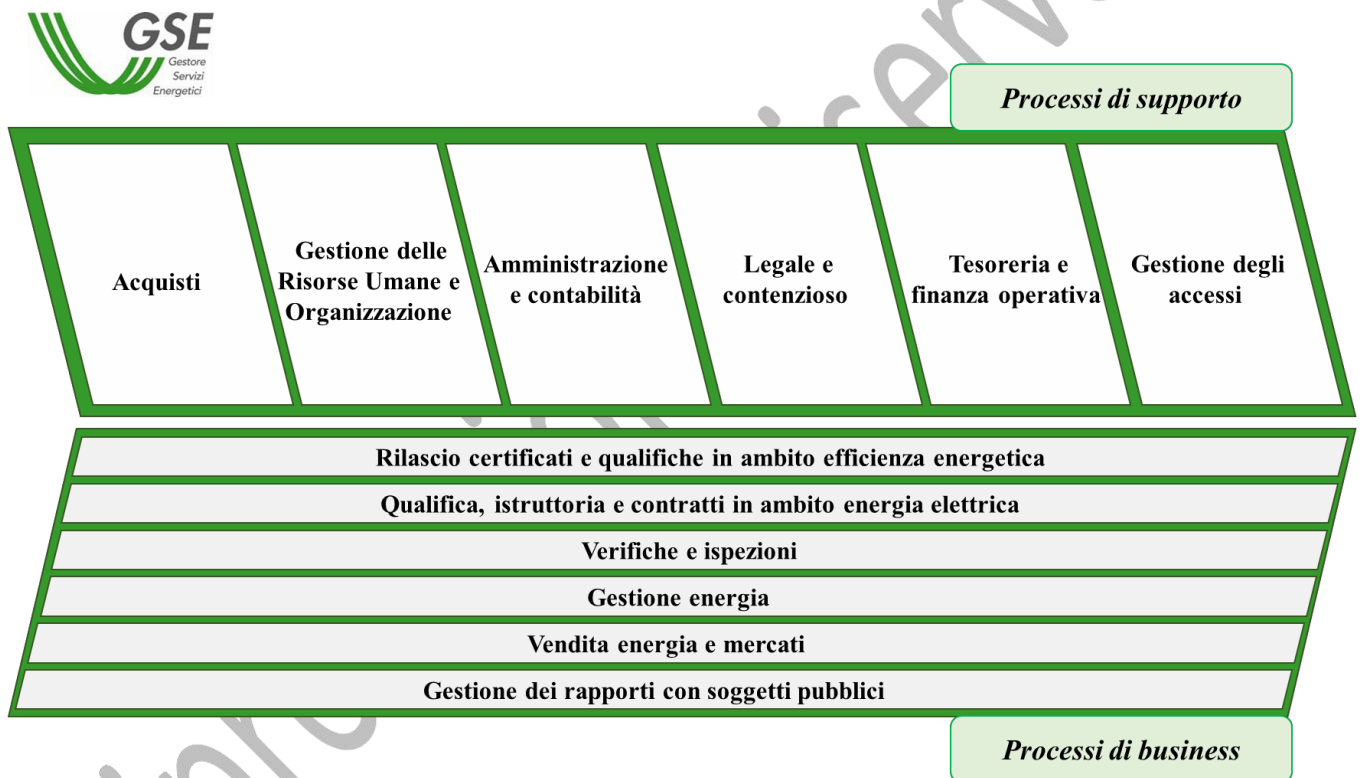 GSE
Gestore
Servizi
Energetici
Processi di supporto
Acquisti
Gestione delle
Risorse Umane e
Organizzazione
Amministrazione
e contabilità
Legale e
contenzioso
Tesoreria e
finanza operativa
Gestione degli
accessi
Rilascio certificati e qualifiche in ambito efficienza energetica
Qualifica, istruttoria e contratti in ambito energia elettrica
Verifiche e ispezioni
Gestione energia
Vendita energia e mercati
Gestione dei rapporti con soggetti pubblici
Processi di business